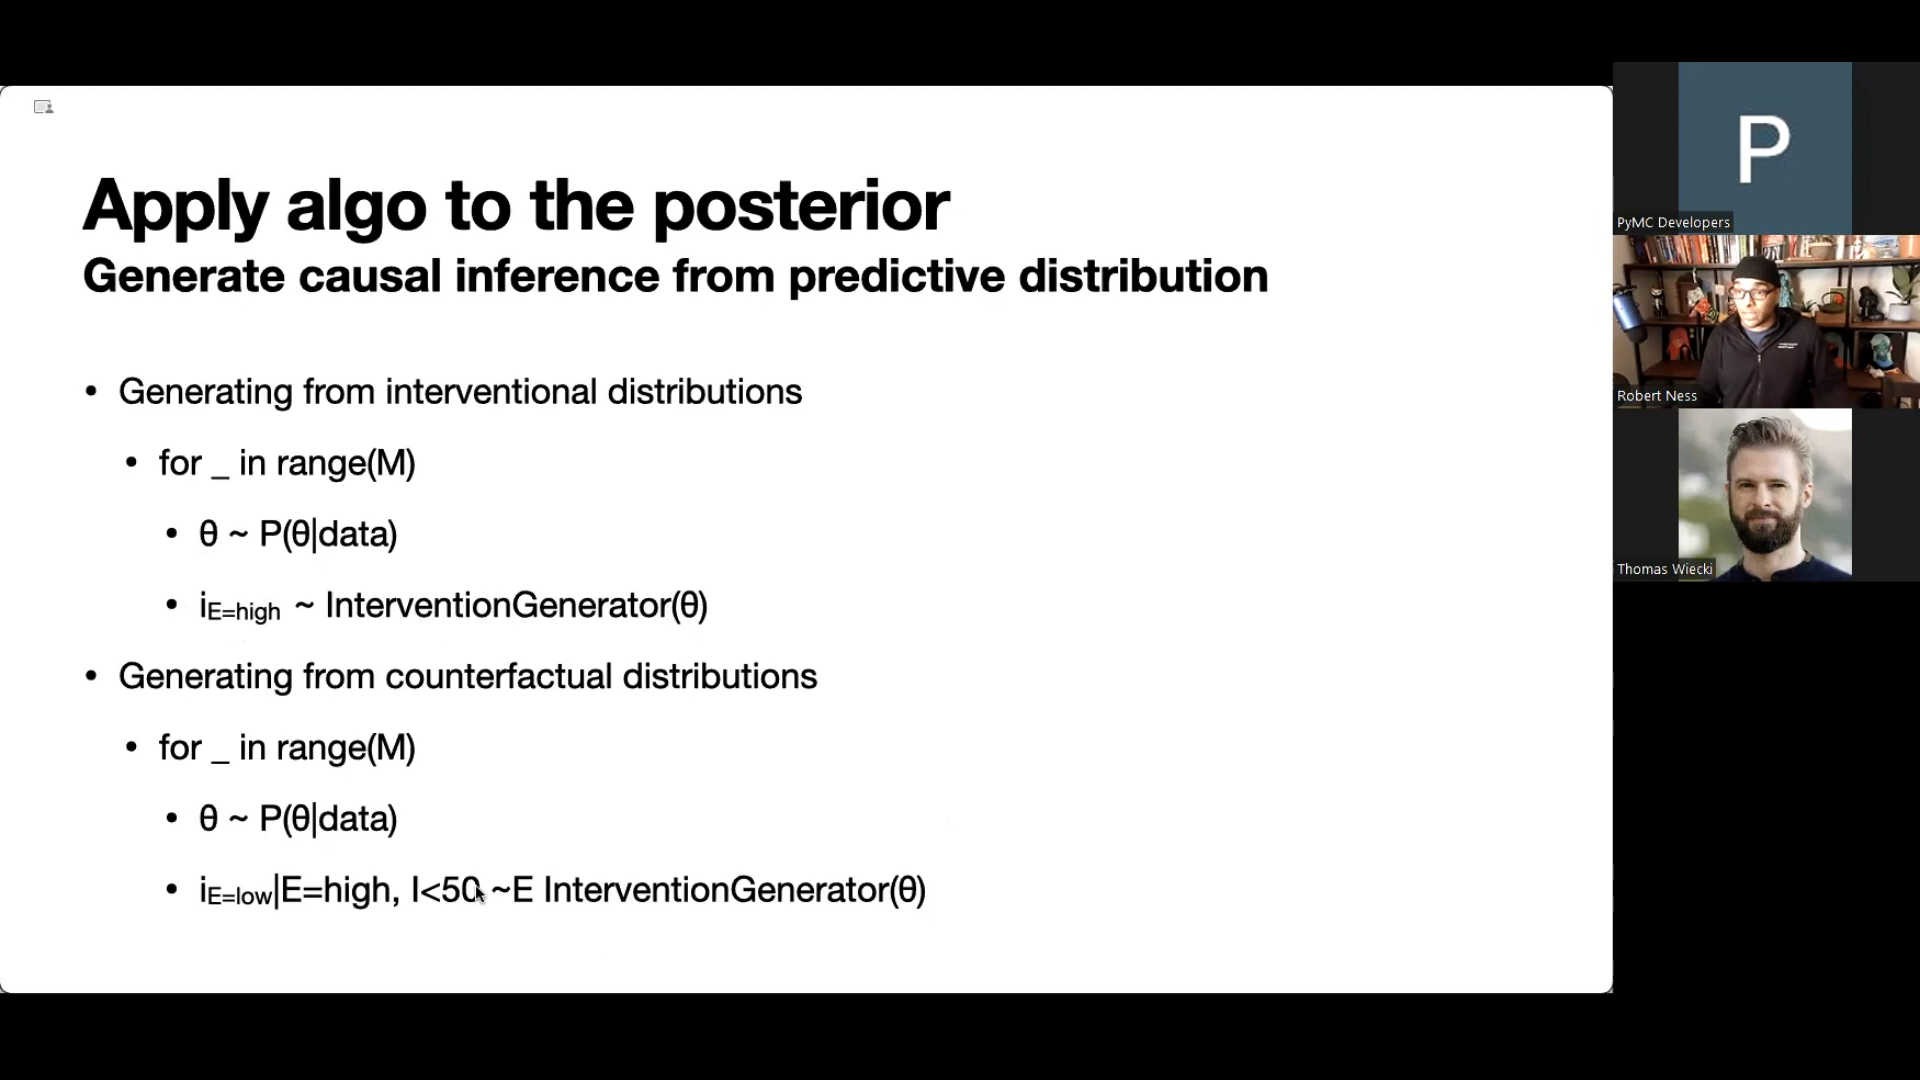 Apply algo to the posterior
Generate causal inference from predictive distribution
• Generating from interventional distributions
• for _ in range(M)
• θ ~ P(θ|data)
• iE=high ~ InterventionGenerator(θ)
• Generating from counterfactual distributions
• for _ in range(M)
• θ ~ P(θ|data)
• iE=low|E=high, I<50 ~E InterventionGenerator(θ)
P
PyMC Developers
Robert Ness
Thomas Wiecki